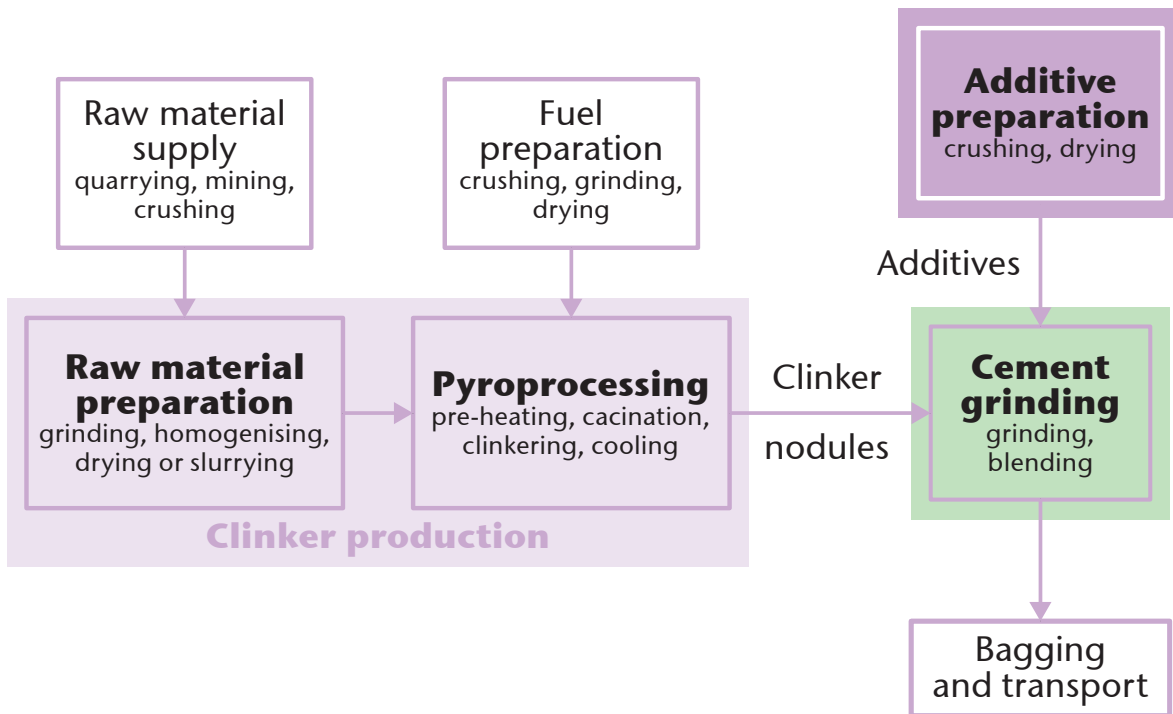 Raw material
supply
quarrying, mining,
crushing
Fuel
preparation
crushing, grinding,
drying
Additive
preparation
crushing, drying
Additives
Raw material
preparation
grinding, homogenising,
drying or slurrying
Pyroprocessing
pre-heating, cacination,
clinkering, cooling
Clinker production
Clinker
nodules
Cement
grinding
grinding,
blending
Bagging
and transport